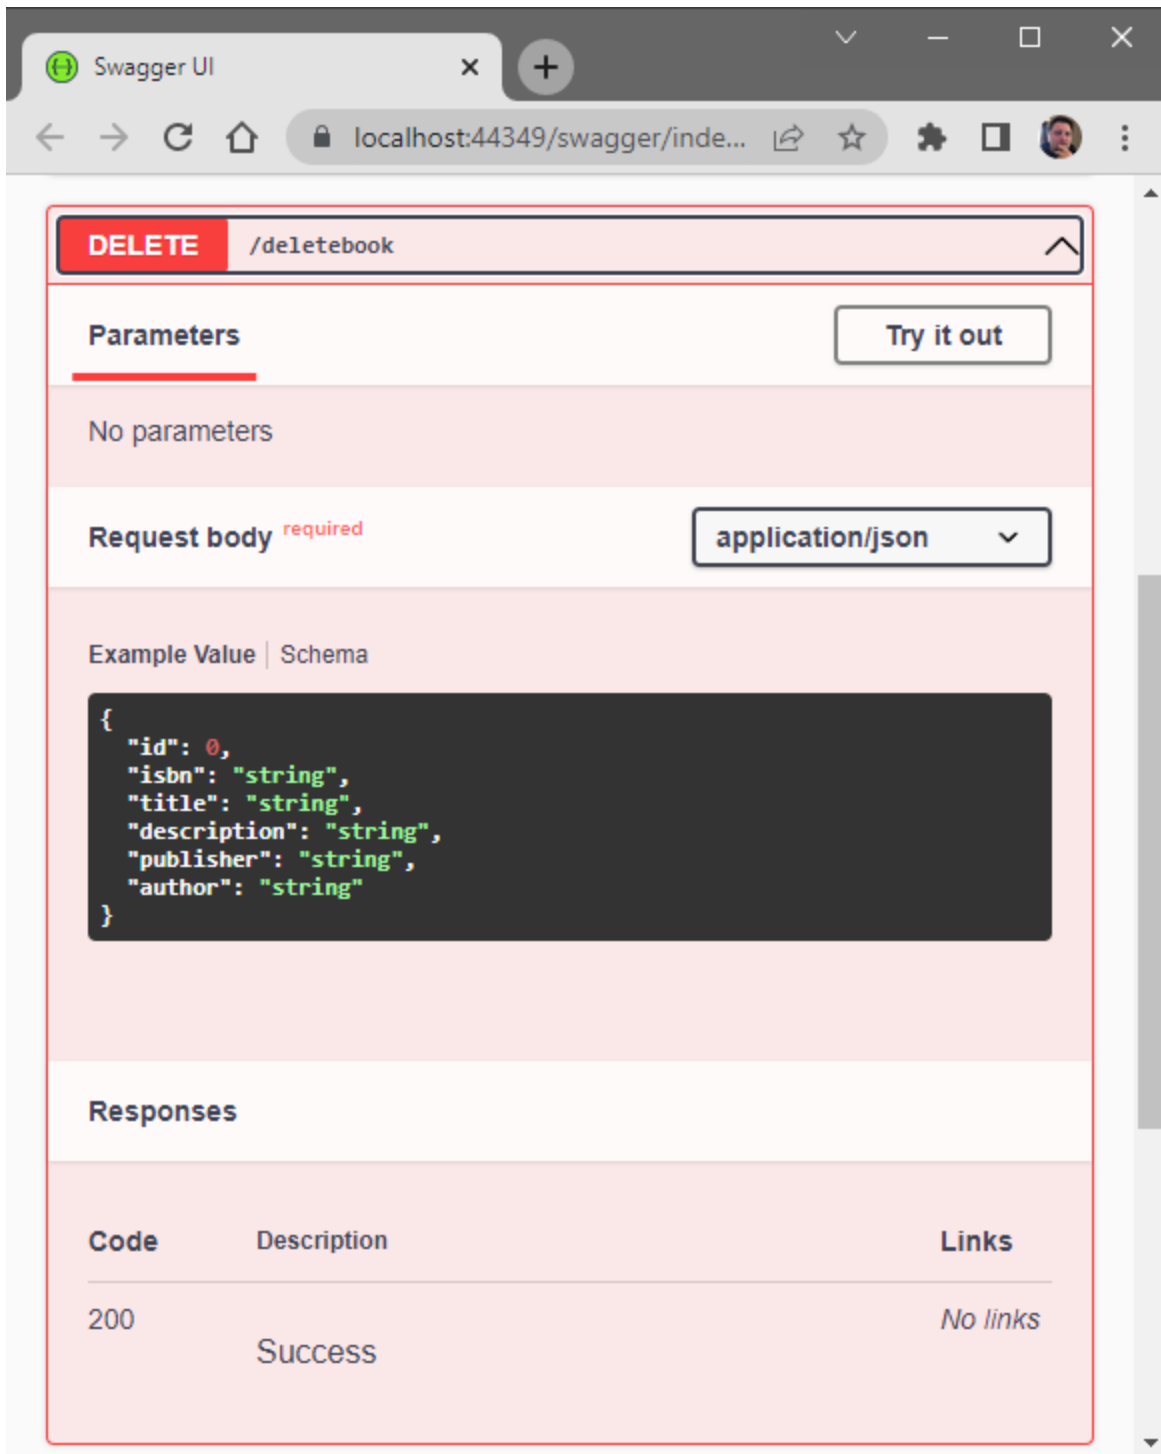 Swagger UI
localhost:44349/swagger/inde...
DELETE /deletebook
Parameters Try it out
No parameters
Request body required application/json
Example Value | Schema
{
  "id": 0,
  "isbn": "string",
  "title": "string",
  "description": "string",
  "publisher": "string",
  "author": "string"
}
Responses
Code Description Links
200 No links
Success